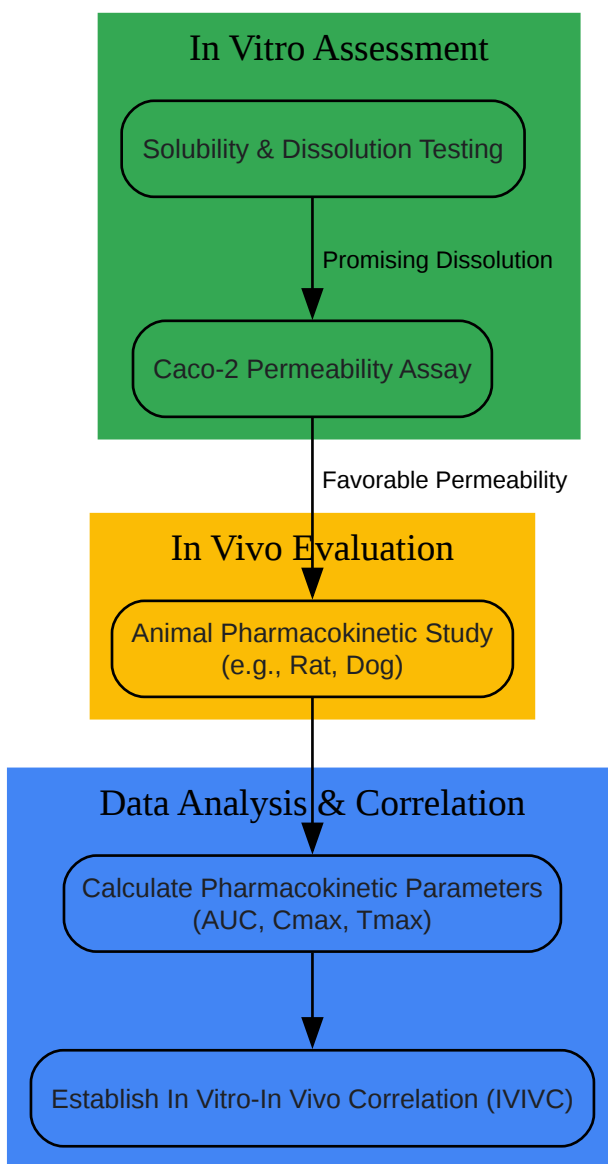 In Vitro Assessment
Solubility & Dissolution Testing
Promising Dissolution
Caco-2 Permeability Assay
Favorable Permeability
In Vivo Evaluation
Animal Pharmacokinetic Study
(e.g., Rat, Dog)
Data Analysis & Correlation
Calculate Pharmacokinetic Parameters
(AUC, Cmax, Tmax)
Establish In Vitro-In Vivo Correlation (IVIVC)